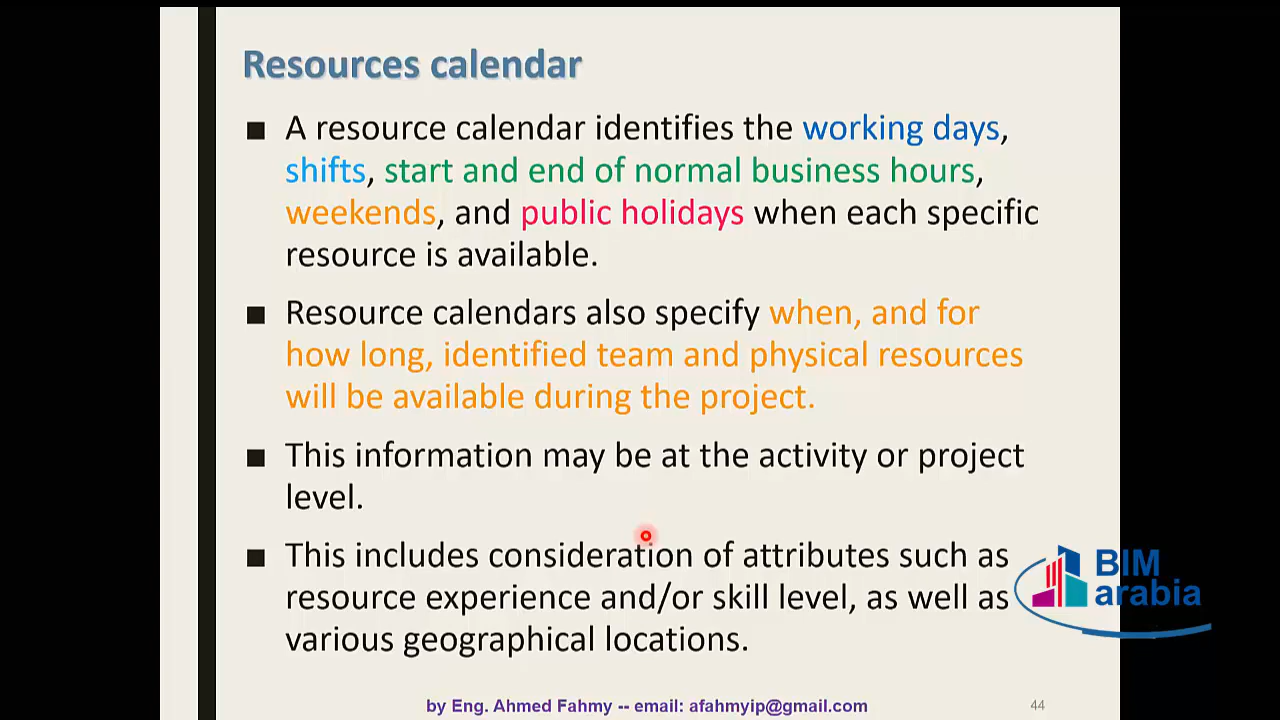 Resources calendar
■ A resource calendar identifies the working days,
shifts, start and end of normal business hours,
weekends, and public holidays when each specific
resource is available.
■ Resource calendars also specify when, and for
how long, identified team and physical resources
will be available during the project.
■ This information may be at the activity or project
level.
■ This includes consideration of attributes such as
resource experience and/or skill level, as well as
various geographical locations.
BIM
arabia
by Eng. Ahmed Fahmy -- email: afahmyip@gmail.com
44